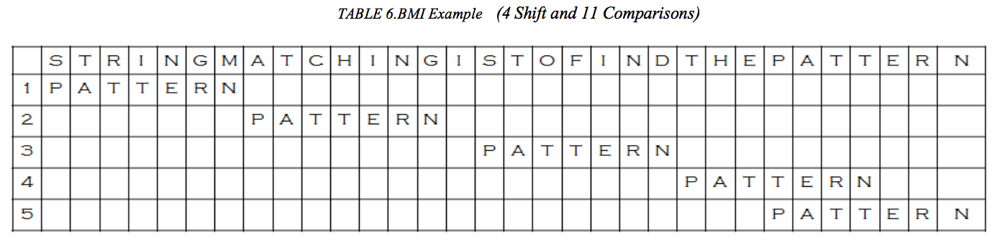 TABLE 6.BMI Example (4 Shift and 11 Comparisons)
S T R I N G M A T C H I N G I S T O F I N D T H E P A T T E R N
1 P A T T E R N
2 P A T T E R N
3 P A T T E R N
4 P A T T E R N
5 P A T T E R N